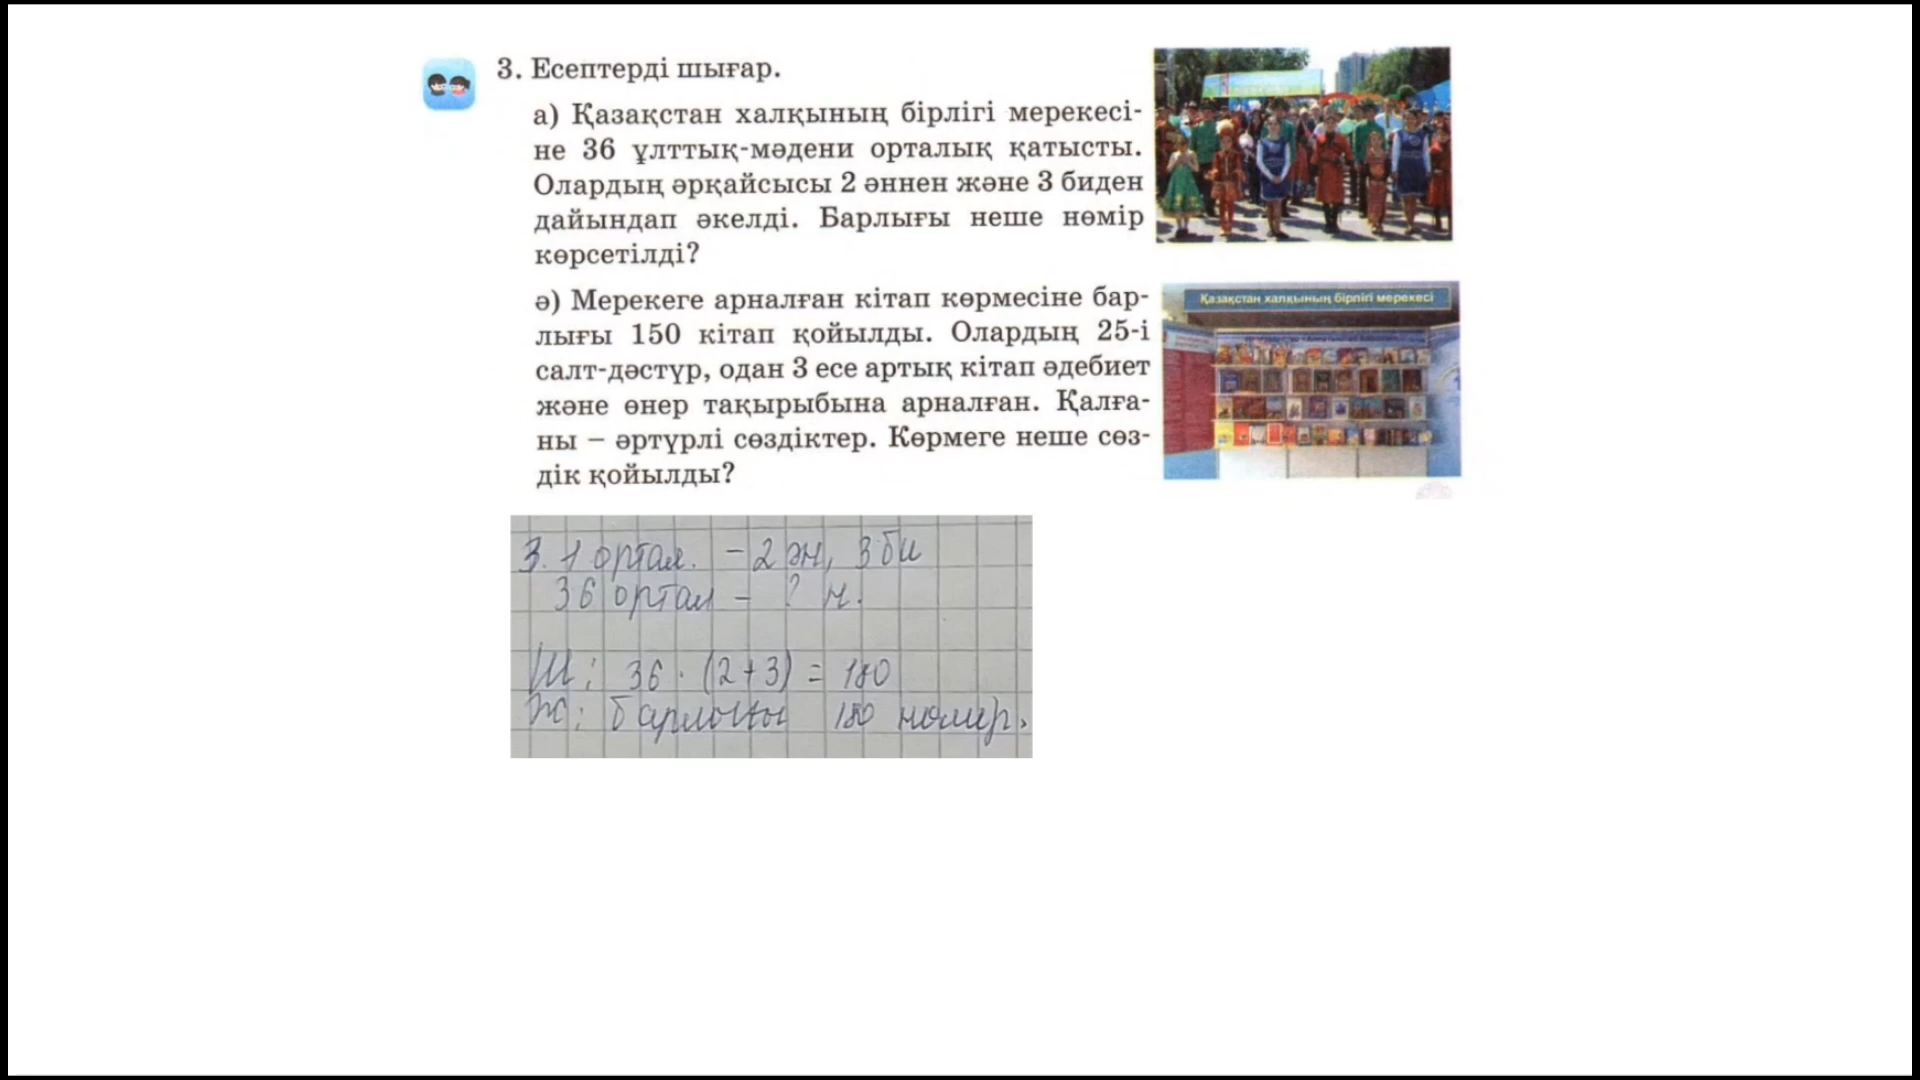 3. Есептерді шығар.
а) Қазақстан халқының бірлігі мерекесі-
не 36 ұлттық-мәдени орталық қатысты.
Олардың әрқайсысы 2 әннен және 3 биден
дайындап әкелді. Барлығы неше нөмір
көрсетілді?
ә) Мерекеге арналған кітап көрмесіне бар-
лығы 150 кітап қойылды. Олардың 25-і
салт-дәстүр, одан 3 есе артық кітап әдебиет
және өнер тақырыбына арналған. Қалға-
ны – әртүрлі сөздіктер. Көрмеге неше сөз-
дік қойылды?
Қазақстан халқының бірлігі мерекесі
3. 1 ортал. – 2 ән, 3 би
36 ортал – ? н.
Ш: 36 · (2+3) = 180
Ж: барлығы 180 номер.